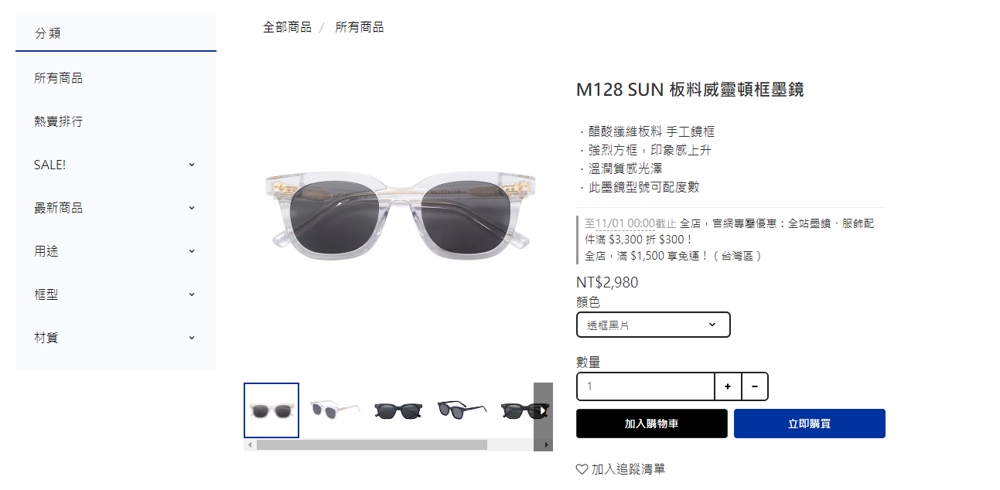 分類
所有商品
熱賣排行
SALE!
最新商品
用途
框型
材質
全部商品 / 所有商品
M128 SUN 板料威靈頓框墨鏡
．醋酸纖維板料 手工鏡框
．強烈方框，印象感上升
．溫潤質感光澤
．此墨鏡型號可配度數
至11/01 00:00截止 全店，官網專屬優惠：全站墨鏡、服飾配
件滿 $3,300 折 $300！
全店，滿 $1,500 享免運！（台灣區）
NT$2,980
顏色
透框黑片
數量
1 + −
加入購物車 立即購買
加入追蹤清單